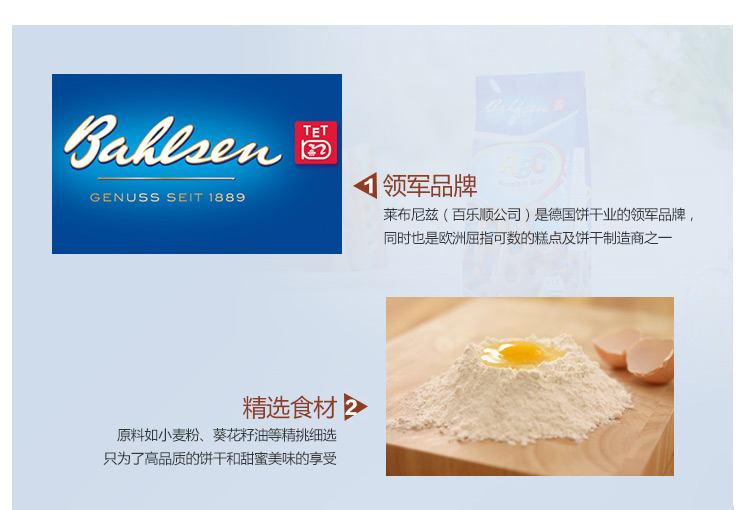 Bahlsen
TET
GENUSS SEIT 1889
1 领军品牌
莱布尼兹（百乐顺公司）是德国饼干业的领军品牌，
同时也是欧洲屈指可数的糕点及饼干制造商之一
ABC
精选食材 2
原料如小麦粉、葵花籽油等精挑细选
只为了高品质的饼干和甜蜜美味的享受